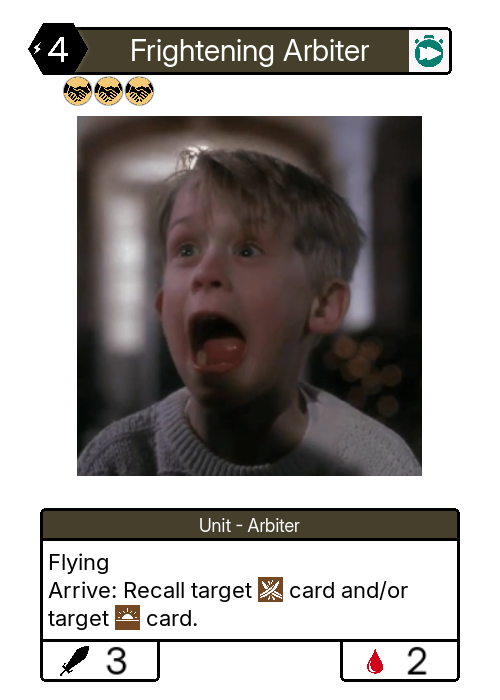 4
Frightening Arbiter
Unit - Arbiter
Flying
Arrive: Recall target card and/or
target card.
3
2